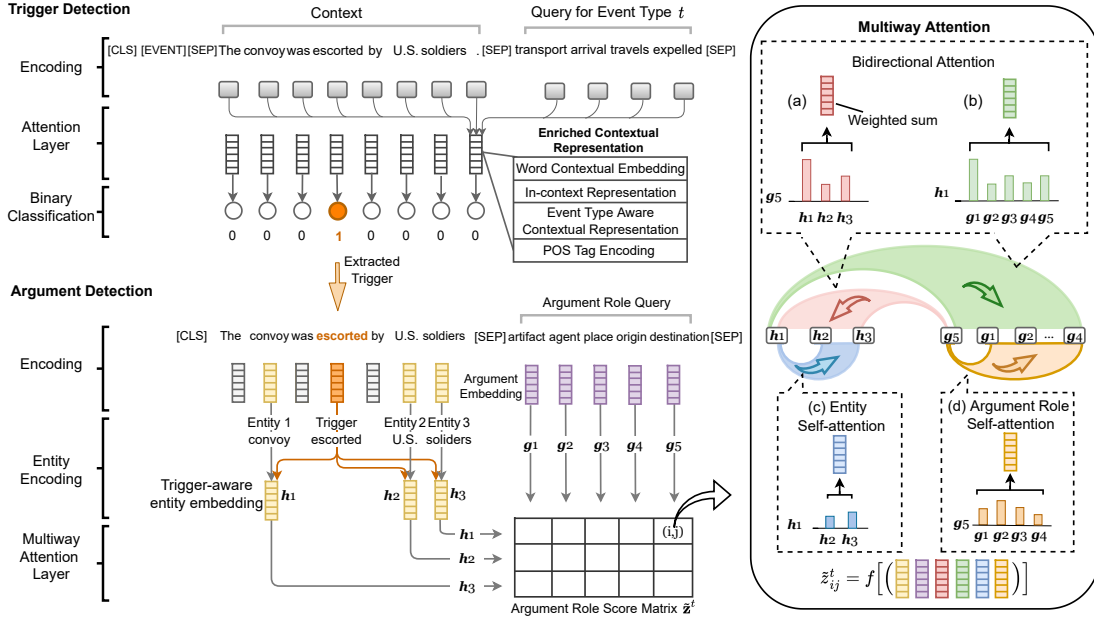 Trigger Detection
Context
Query for Event Type t
Encoding
[CLS] [EVENT] [SEP] The convoy was escorted by U.S. soldiers . [SEP] transport arrival travels expelled [SEP]
Attention
Layer
Enriched Contextual
Representation
Word Contextual Embedding
In-context Representation
Event Type Aware
Contextual Representation
POS Tag Encoding
Binary
Classification
0 0 0 1 0 0 0 0
Extracted
Trigger
Argument Detection
Argument Role Query
Encoding
[CLS] The convoy was escorted by U.S. soldiers [SEP] artifact agent place origin destination [SEP]
Argument
Embedding
Entity 1
convoy
Trigger
escorted
Entity 2
U.S.
Entity 3
soliders
g1 g2 g3 g4 g5
Entity
Encoding
Trigger-aware
entity embedding
h1 h2 h3
Multiway
Attention
Layer
h1
h2
h3
(i,j)
Argument Role Score Matrix z̃^t
Multiway Attention
Bidirectional Attention
(a)
Weighted sum
g5
h1 h2 h3
(b)
h1
g1 g2 g3 g4 g5
h1 h2 h3 g5 g1 g2 ... g4
(c) Entity
Self-attention
h1
h2 h3
(d) Argument Role
Self-attention
g5
g1 g2 g3 g4
z̃^t_ij = f[( )]